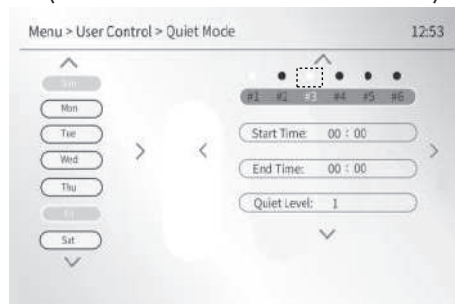 Menu > User Control > Quiet Mode
12:53
Sun
Mon
Tue
Wed
Thu
Fri
Sat
#1 #2 #3 #4 #5 #6
Start Time: 00 : 00
End Time: 00 : 00
Quiet Level: 1